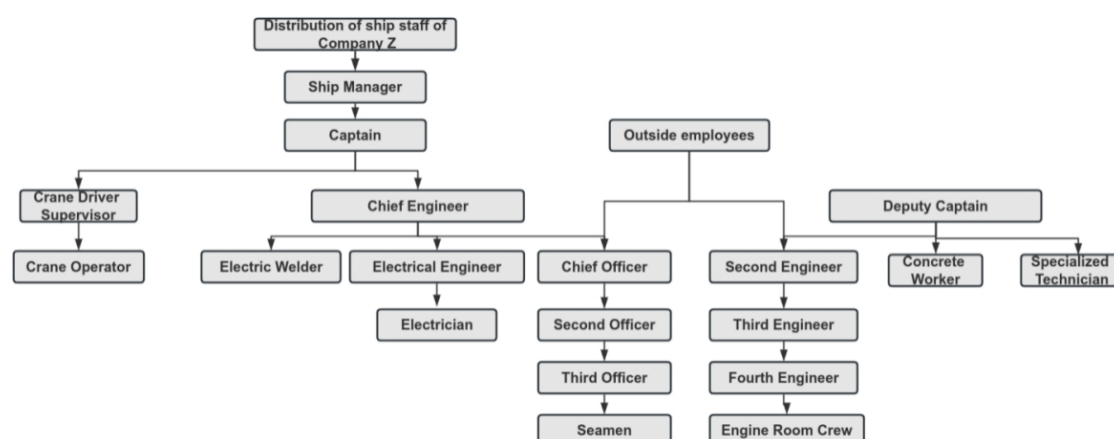 Distribution of ship staff of
Company Z
Ship Manager
Captain
Outside employees
Crane Driver
Supervisor
Chief Engineer
Deputy Captain
Crane Operator
Electric Welder
Electrical Engineer
Chief Officer
Second Engineer
Concrete
Worker
Specialized
Technician
Electrician
Second Officer
Third Engineer
Third Officer
Fourth Engineer
Seamen
Engine Room Crew